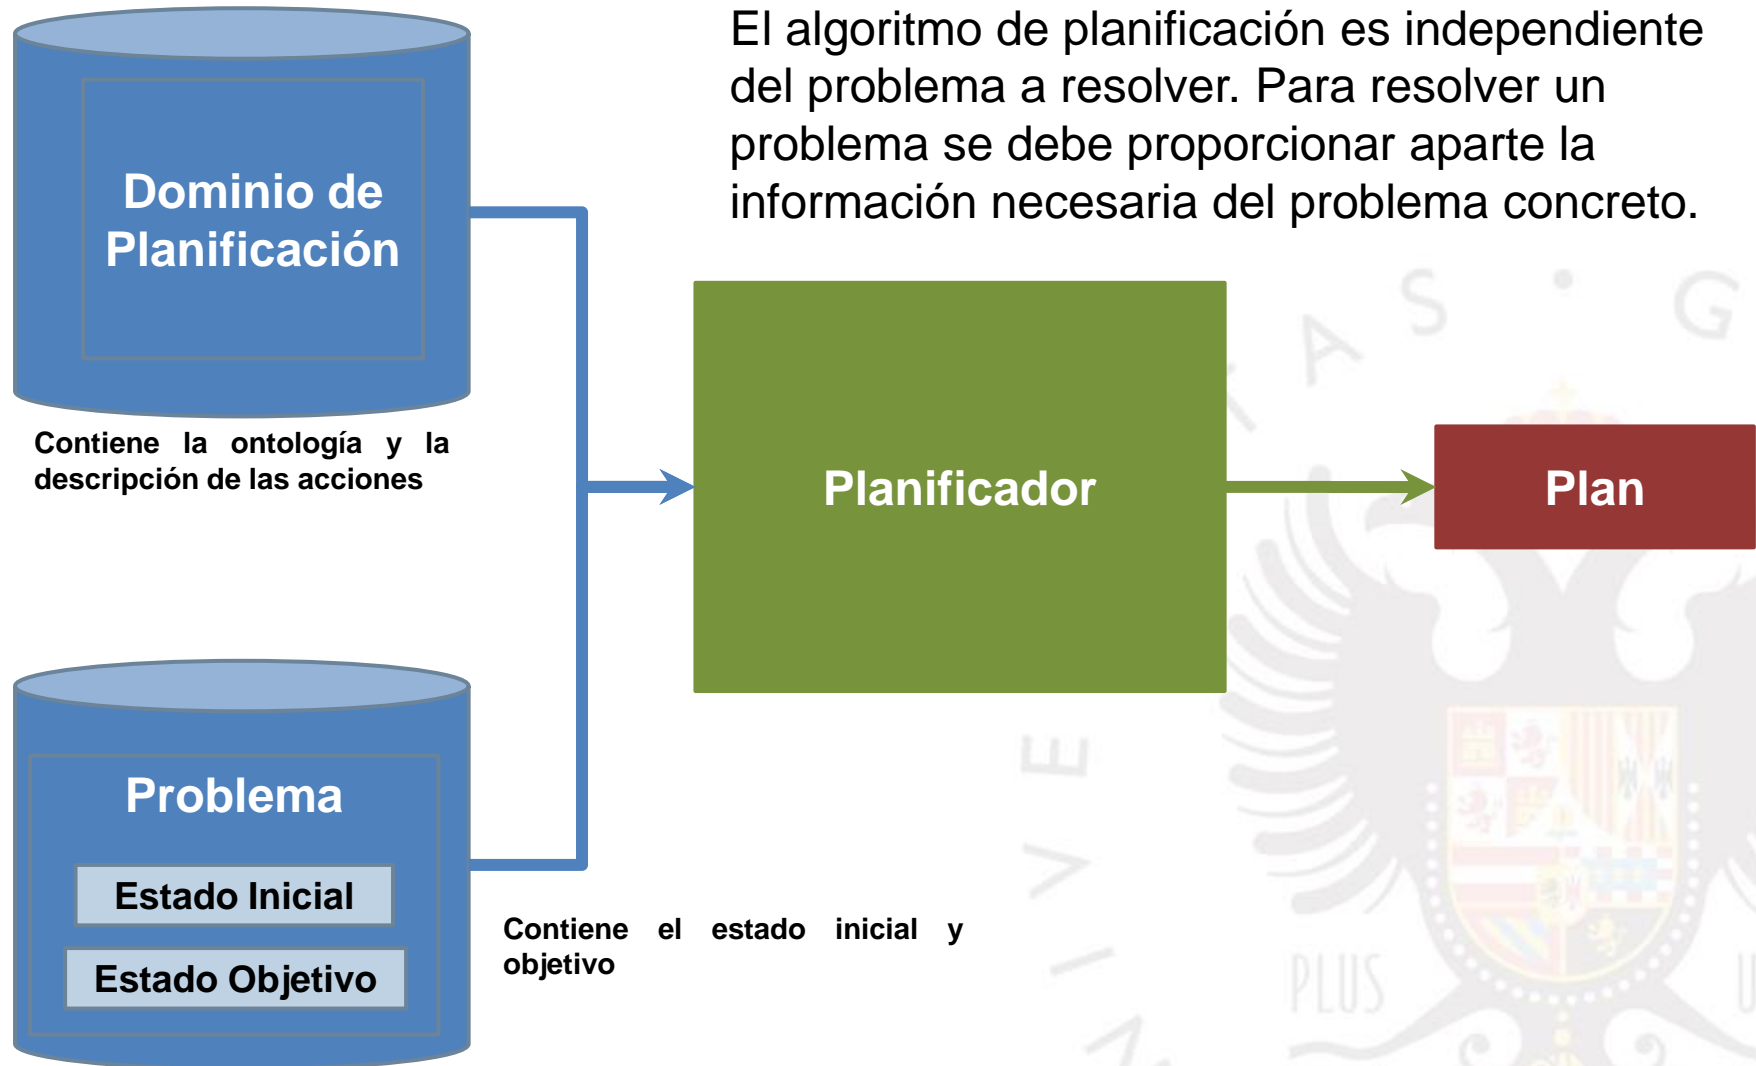 El algoritmo de planificación es independiente
del problema a resolver. Para resolver un
problema se debe proporcionar aparte la
información necesaria del problema concreto.
Dominio de
Planificación
Contiene la ontología y la
descripción de las acciones
Planificador
Plan
Problema
Estado Inicial
Estado Objetivo
Contiene el estado inicial y
objetivo
PLUS